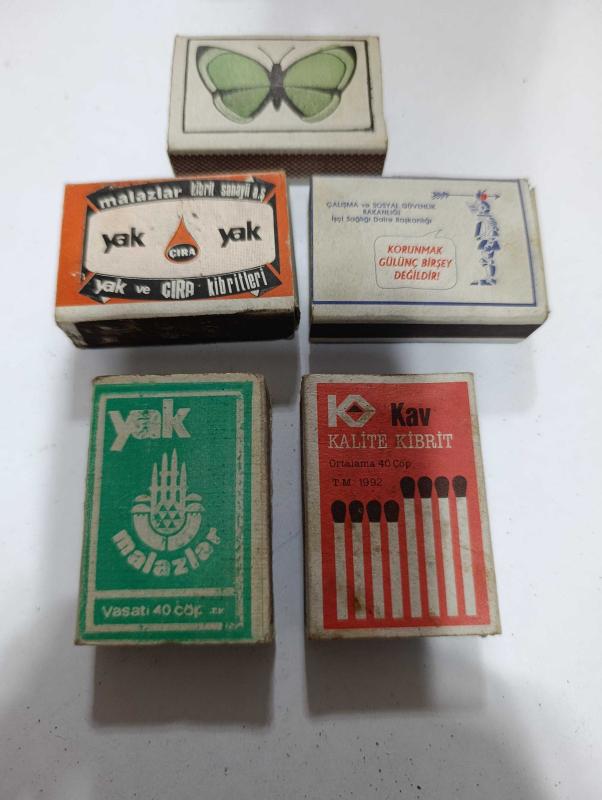 malazlar kibrit sanayii a.ş
yak ÇIRA yak
yak ve ÇIRA kibritleri
ÇALIŞMA ve SOSYAL GÜVENLİK
BAKANLIĞI
İşçi Sağlığı Daire Başkanlığı
KORUNMAK
GÜLÜNÇ BİRŞEY
DEĞİLDİR!
yak
malazlar
Vasati 40 çöp
Kav
KALİTE KİBRİT
Ortalama 40 Çöp
T.M. 1992